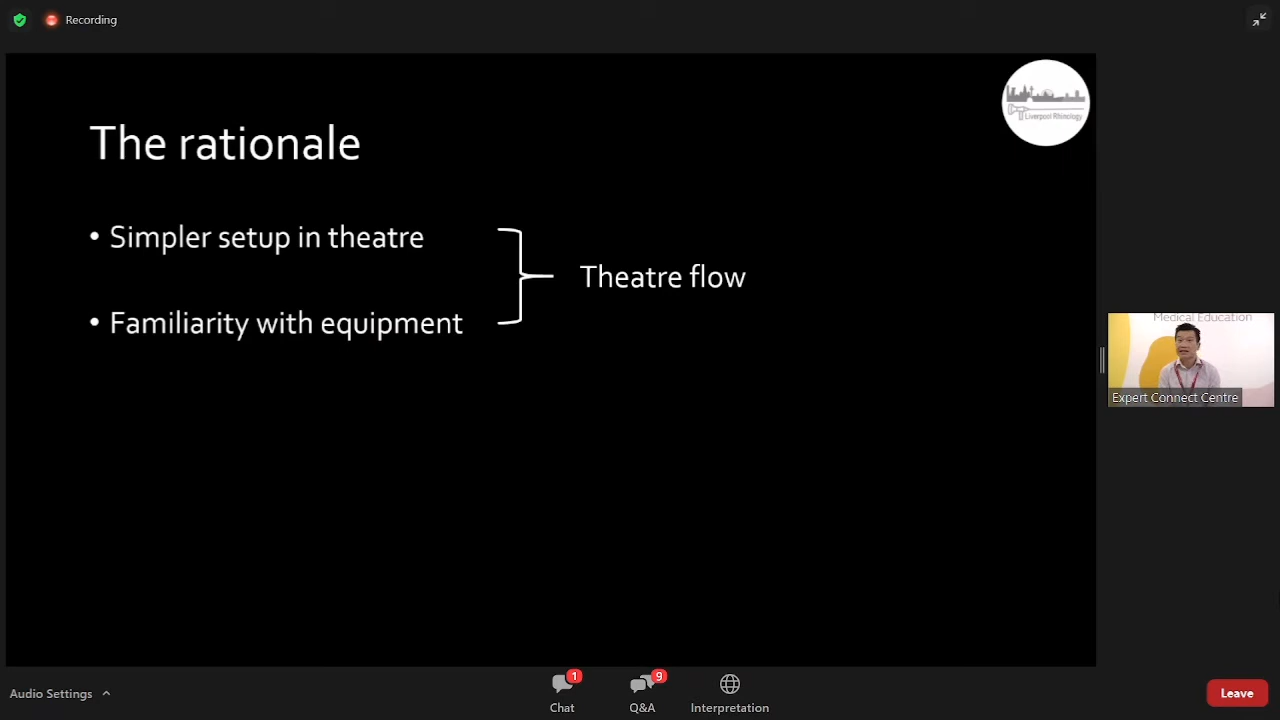 Recording
Liverpool Rhinology
The rationale
• Simpler setup in theatre
• Familiarity with equipment
Theatre flow
Medical Education
Expert Connect Centre
Audio Settings
1
Chat
9
Q&A
Interpretation
Leave